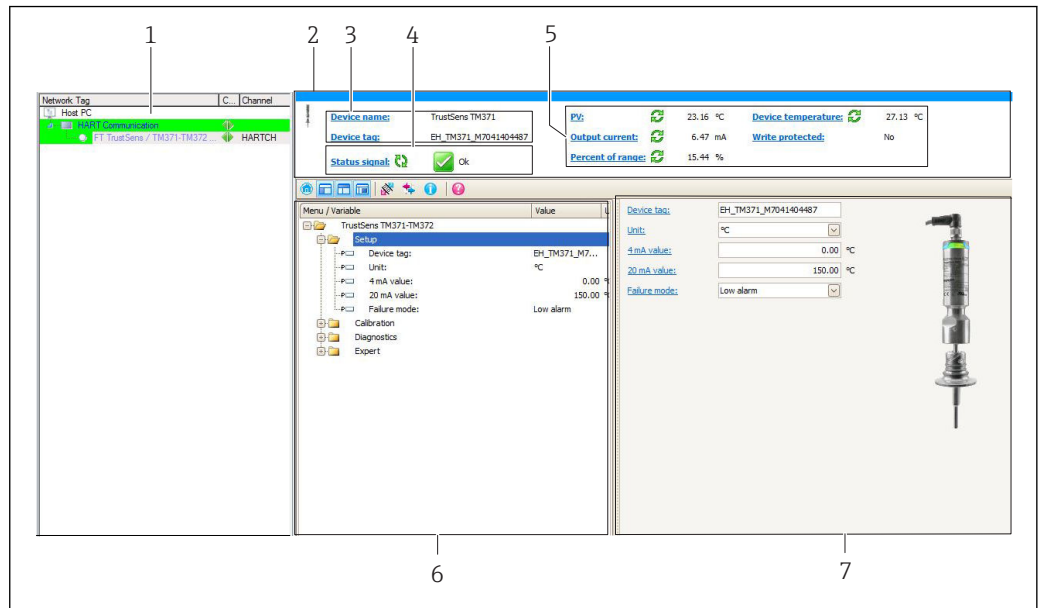 1
2
3
4
5
Network Tag C... Channel
Host PC
HART Communication
FT TrustSens / TM371-TM372 ... HARTCH
Device name: TrustSens TM371
Device tag: EH_TM371_M7041404487
Status signal: Ok
PV: 23.16 °C Device temperature: 27.13 °C
Output current: 6.47 mA Write protected: No
Percent of range: 15.44 %
Menu / Variable Value U
TrustSens TM371-TM372
Setup
Device tag: EH_TM371_M7...
Unit: °C
4 mA value: 0.00 °
20 mA value: 150.00 °
Failure mode: Low alarm
Calibration
Diagnostics
Expert
Device tag: EH_TM371_M7041404487
Unit: °C
4 mA value: 0.00 °C
20 mA value: 150.00 °C
Failure mode: Low alarm
6
7